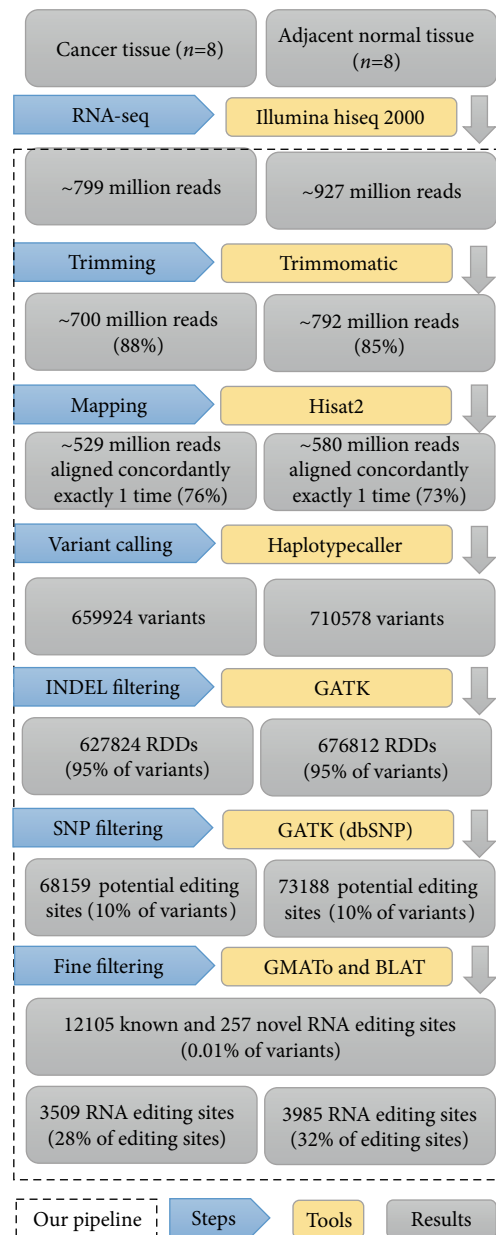 Cancer tissue (n=8)
Adjacent normal tissue
(n=8)
RNA-seq
Illumina hiseq 2000
~799 million reads
~927 million reads
Trimming
Trimmomatic
~700 million reads
(88%)
~792 million reads
(85%)
Mapping
Hisat2
~529 million reads
aligned concordantly
exactly 1 time (76%)
~580 million reads
aligned concordantly
exactly 1 time (73%)
Variant calling
Haplotypecaller
659924 variants
710578 variants
INDEL filtering
GATK
627824 RDDs
(95% of variants)
676812 RDDs
(95% of variants)
SNP filtering
GATK (dbSNP)
68159 potential editing
sites (10% of variants)
73188 potential editing
sites (10% of variants)
Fine filtering
GMATo and BLAT
12105 known and 257 novel RNA editing sites
(0.01% of variants)
3509 RNA editing sites
(28% of editing sites)
3985 RNA editing sites
(32% of editing sites)
Our pipeline
Steps
Tools
Results